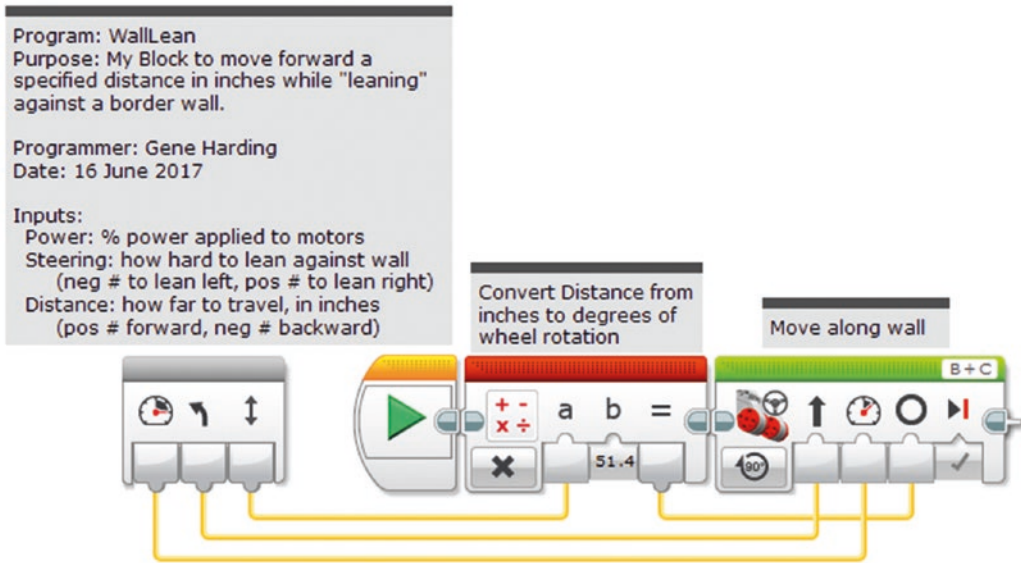 Program: WallLean
Purpose: My Block to move forward a
specified distance in inches while "leaning"
against a border wall.
Programmer: Gene Harding
Date: 16 June 2017
Inputs:
Power: % power applied to motors
Steering: how hard to lean against wall
(neg # to lean left, pos # to lean right)
Distance: how far to travel, in inches
(pos # forward, neg # backward)
Convert Distance from
inches to degrees of
wheel rotation
Move along wall
B+C
+ -
x ÷
a b =
51.4
90°